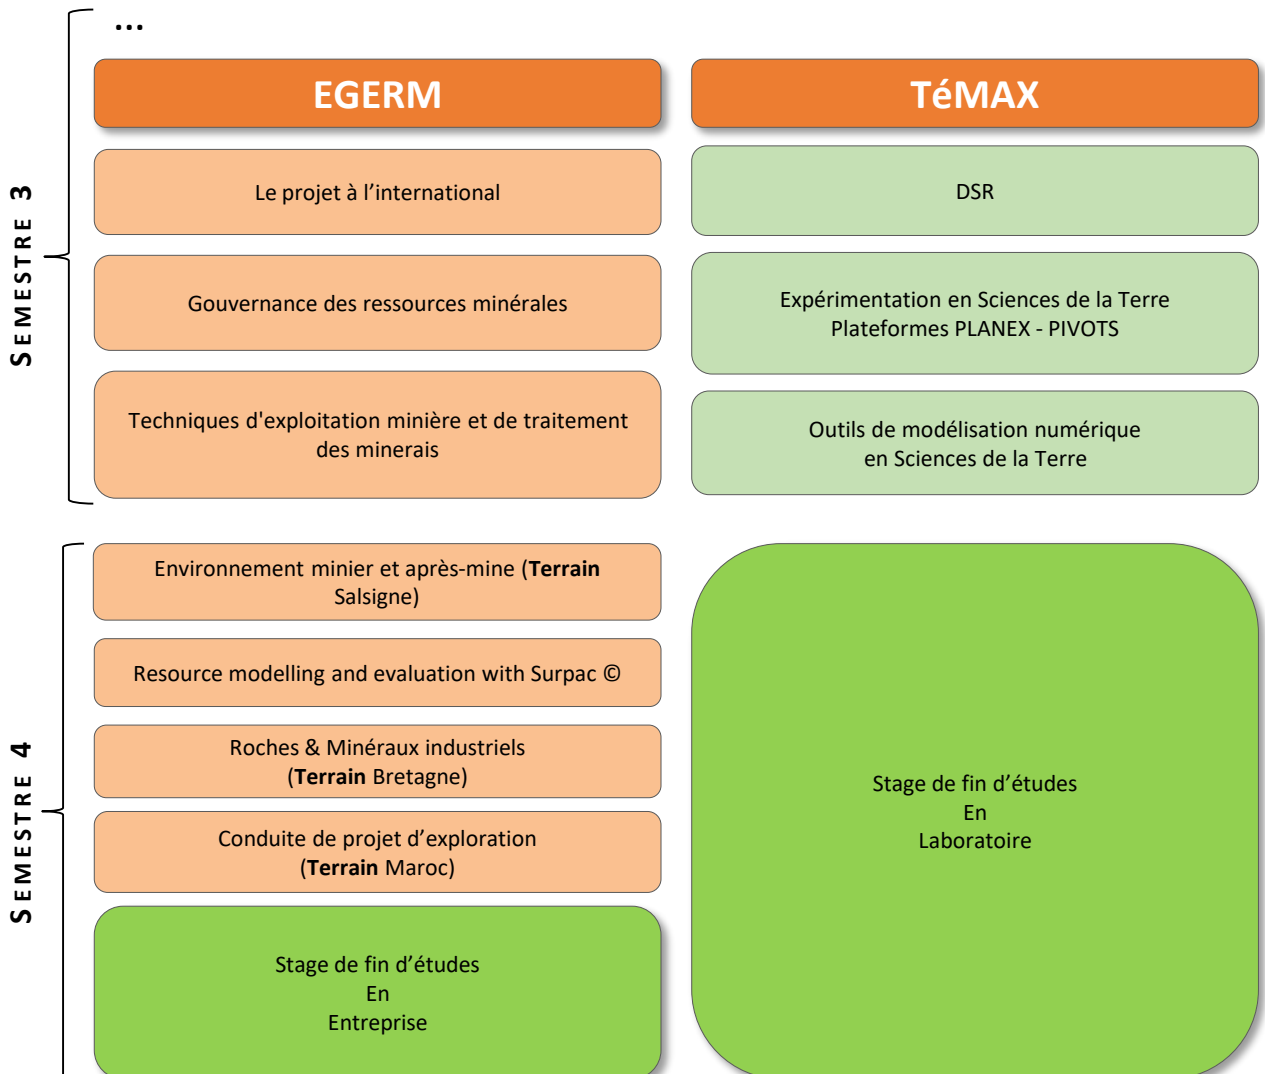 ...
SEMESTRE 3
EGERM
Le projet à l’international
Gouvernance des ressources minérales
Techniques d'exploitation minière et de traitement
des minerais
TéMAX
DSR
Expérimentation en Sciences de la Terre
Plateformes PLANEX - PIVOTS
Outils de modélisation numérique
en Sciences de la Terre
SEMESTRE 4
Environnement minier et après-mine (Terrain
Salsigne)
Resource modelling and evaluation with Surpac ©
Roches & Minéraux industriels
(Terrain Bretagne)
Conduite de projet d’exploration
(Terrain Maroc)
Stage de fin d’études
En
Entreprise
Stage de fin d’études
En
Laboratoire